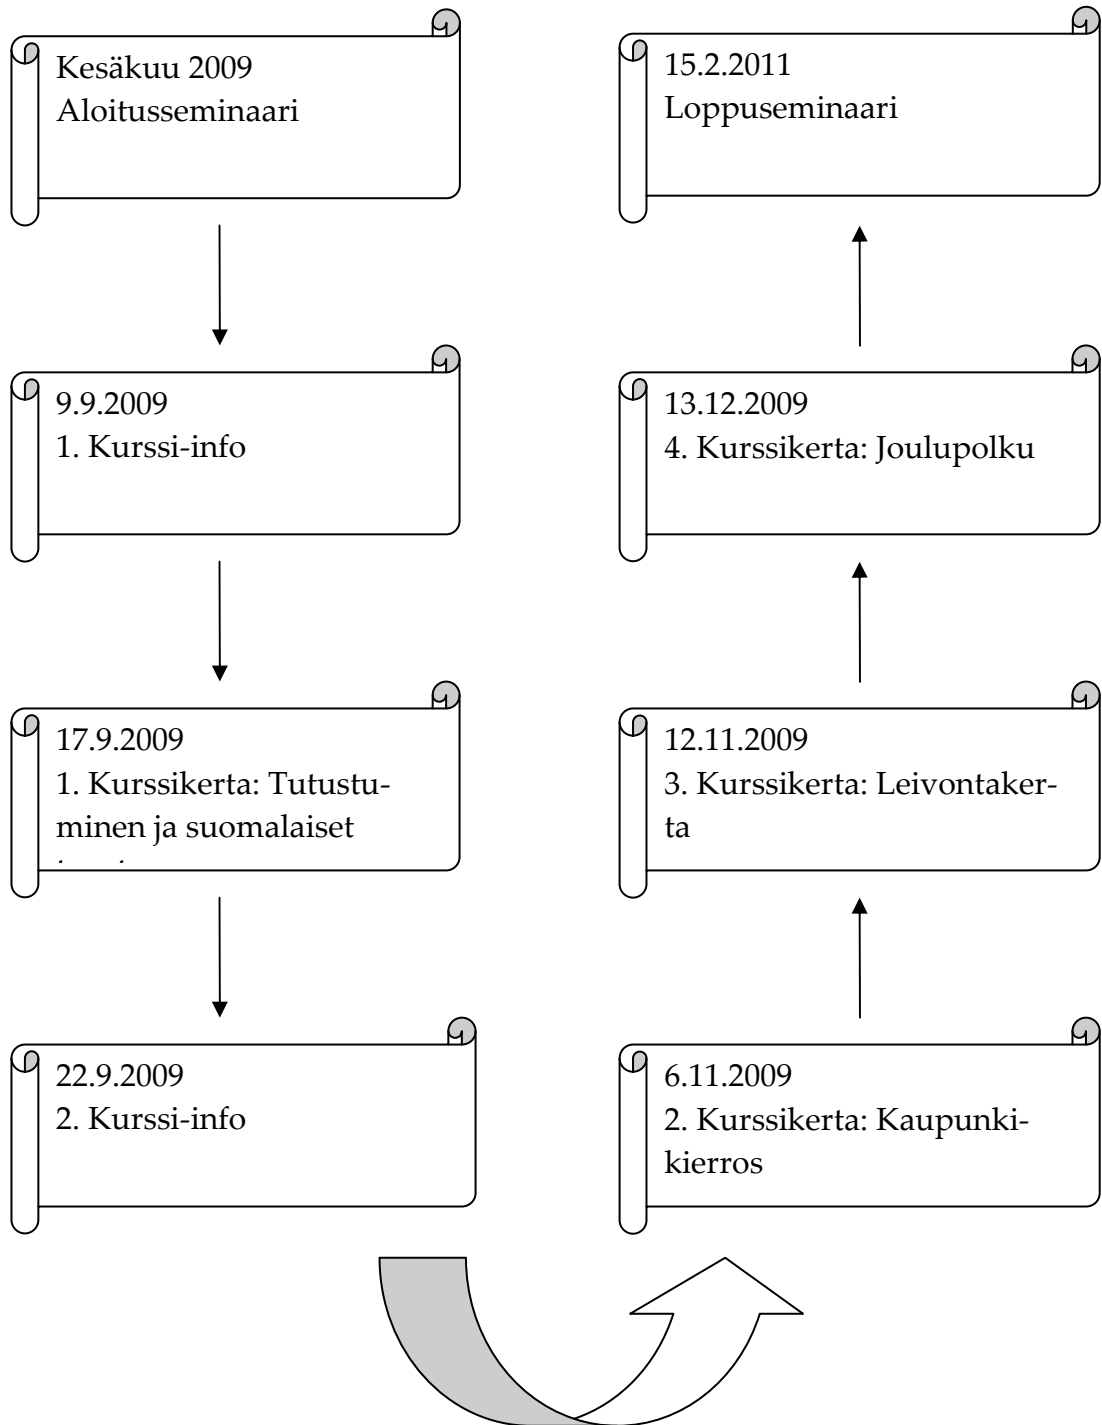 Kesäkuu 2009
Aloitusseminaari
9.9.2009
1. Kurssi-info
17.9.2009
1. Kurssikerta: Tutustu-
minen ja suomalaiset
22.9.2009
2. Kurssi-info
6.11.2009
2. Kurssikerta: Kaupunki-
kierros
12.11.2009
3. Kurssikerta: Leivontaker-
ta
13.12.2009
4. Kurssikerta: Joulupolku
15.2.2011
Loppuseminaari